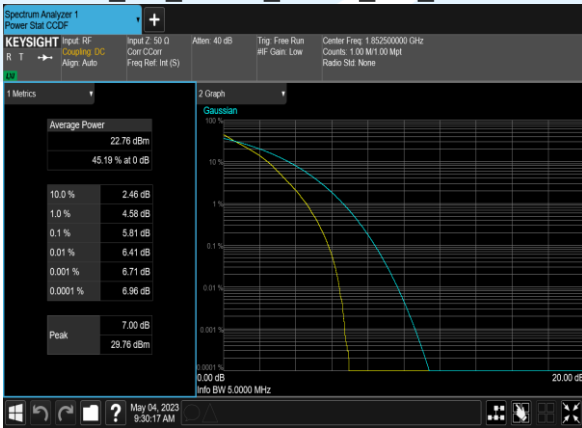 Spectrum Analyzer 1
Power Stat CCDF
KEYSIGHT
R T
LXI
Input: RF
Coupling: DC
Align: Auto
Input Z: 50 Ω
Corr CCorr
Freq Ref: Int (S)
Atten: 40 dB
Trig: Free Run
#IF Gain: Low
Center Freq: 1.852500000 GHz
Counts: 1.00 M/1.00 Mpt
Radio Std: None
1 Metrics
Average Power
22.76 dBm
45.19 % at 0 dB
10.0 % 2.46 dB
1.0 % 4.58 dB
0.1 % 5.81 dB
0.01 % 6.41 dB
0.001 % 6.71 dB
0.0001 % 6.96 dB
Peak
7.00 dB
29.76 dBm
2 Graph
Gaussian
100 %
10 %
1 %
0.1 %
0.01 %
0.001 %
0.0001 %
0.00 dB
20.00 dB
Info BW 5.0000 MHz
?
May 04, 2023
9:30:17 AM